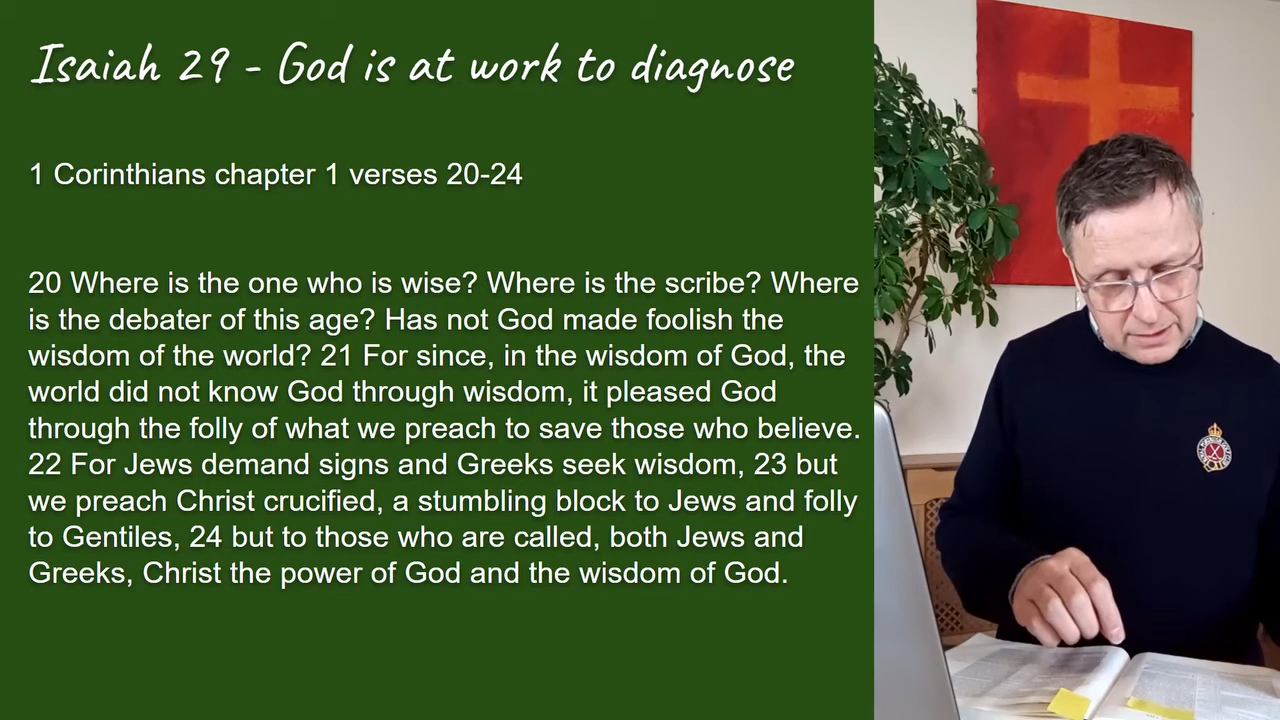 Isaiah 29 - God is at work to diagnose
1 Corinthians chapter 1 verses 20-24
20 Where is the one who is wise? Where is the scribe? Where
is the debater of this age? Has not God made foolish the
wisdom of the world? 21 For since, in the wisdom of God, the
world did not know God through wisdom, it pleased God
through the folly of what we preach to save those who believe.
22 For Jews demand signs and Greeks seek wisdom, 23 but
we preach Christ crucified, a stumbling block to Jews and folly
to Gentiles, 24 but to those who are called, both Jews and
Greeks, Christ the power of God and the wisdom of God.